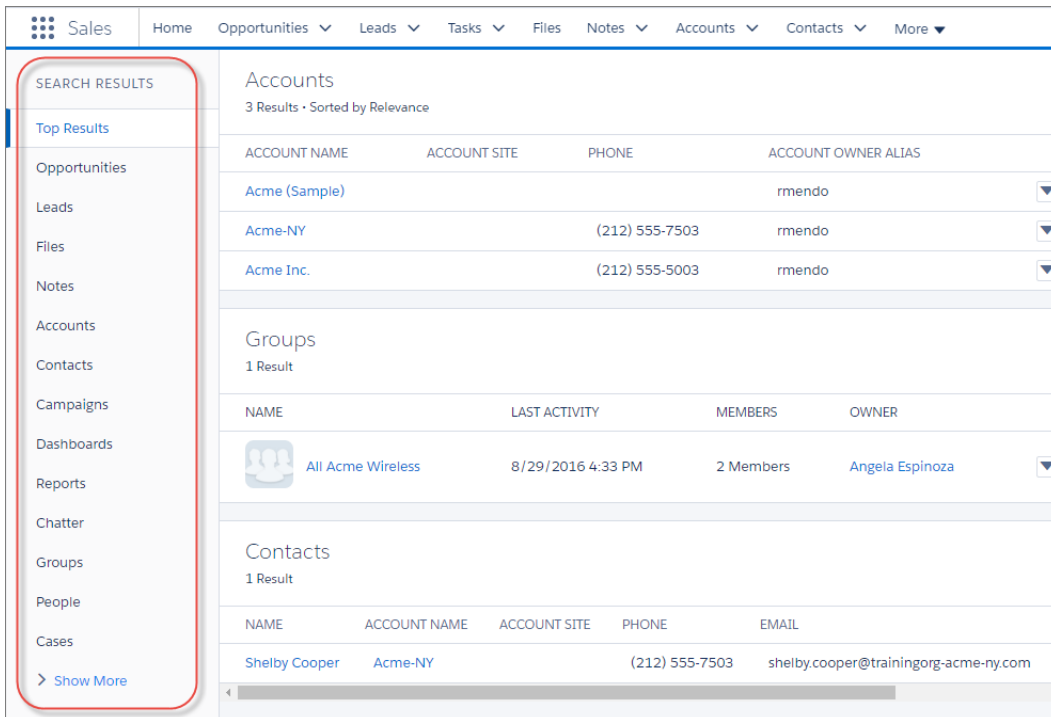 Sales Home Opportunities Leads Tasks Files Notes Accounts Contacts More
SEARCH RESULTS
Top Results
Opportunities
Leads
Files
Notes
Accounts
Contacts
Campaigns
Dashboards
Reports
Chatter
Groups
People
Cases
Show More
Accounts
3 Results • Sorted by Relevance
ACCOUNT NAME ACCOUNT SITE PHONE ACCOUNT OWNER ALIAS
Acme (Sample) rmendo
Acme-NY (212) 555-7503 rmendo
Acme Inc. (212) 555-5003 rmendo
Groups
1 Result
NAME LAST ACTIVITY MEMBERS OWNER
All Acme Wireless 8/29/2016 4:33 PM 2 Members Angela Espinoza
Contacts
1 Result
NAME ACCOUNT NAME ACCOUNT SITE PHONE EMAIL
Shelby Cooper Acme-NY (212) 555-7503 shelby.cooper@trainingorg-acme-ny.com